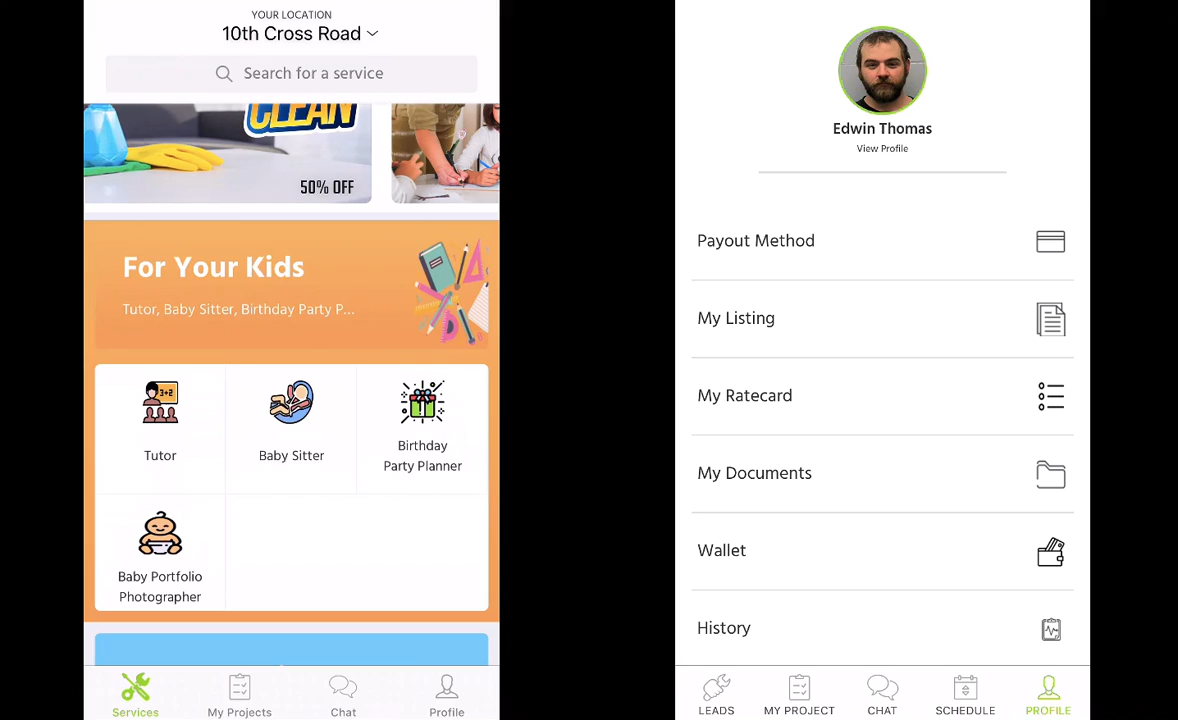 YOUR LOCATION
10th Cross Road
Search for a service
CLEAN
50% OFF
For Your Kids
Tutor, Baby Sitter, Birthday Party P...
3+2
Tutor
Baby Sitter
Birthday
Party Planner
Baby Portfolio
Photographer
Services
My Projects
Chat
Profile
Edwin Thomas
View Profile
Payout Method
My Listing
My Ratecard
My Documents
Wallet
History
LEADS
MY PROJECT
CHAT
SCHEDULE
PROFILE